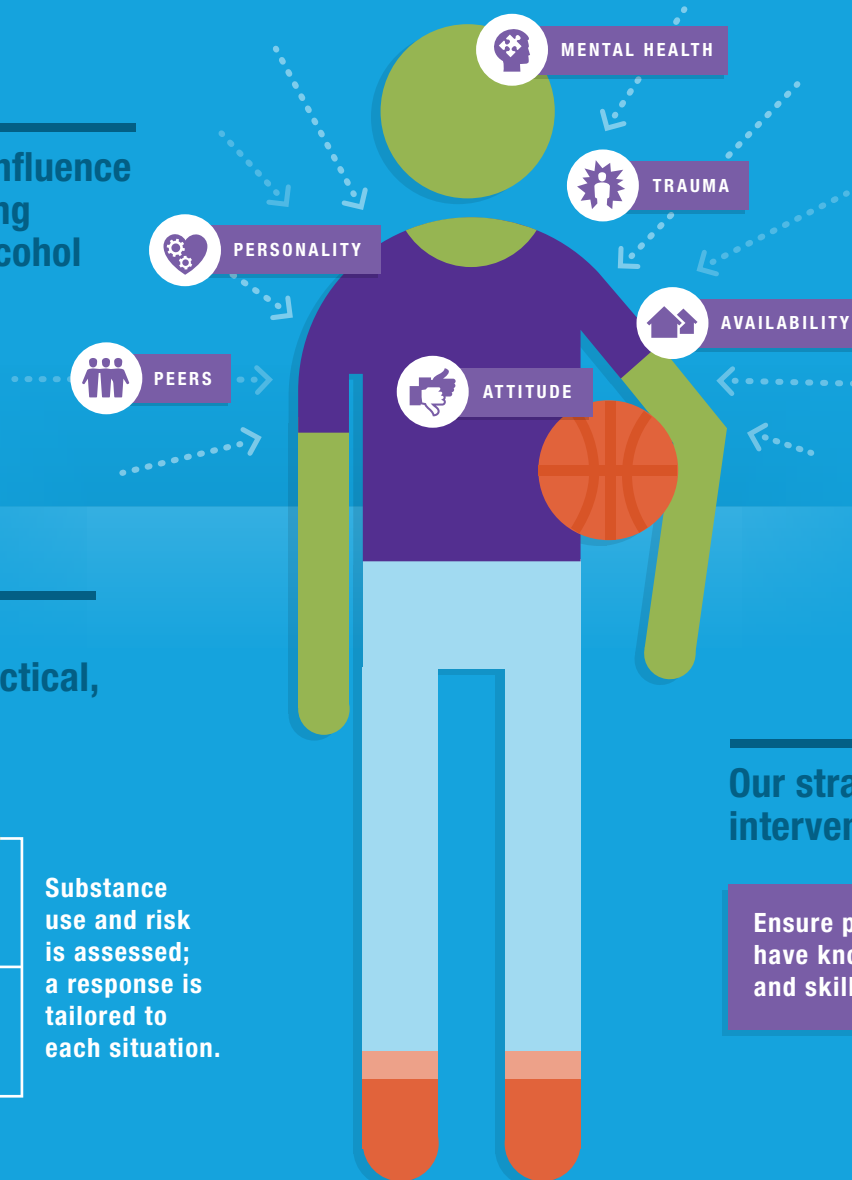 MENTAL HEALTH
nfluence
ng
cohol
TRAUMA
PERSONALITY
AVAILABILITY
PEERS
ATTITUDE
ctical,
Our stra
interven
Substance
use and risk
is assessed;
a response is
tailored to
each situation.
Ensure p
have kno
and skill